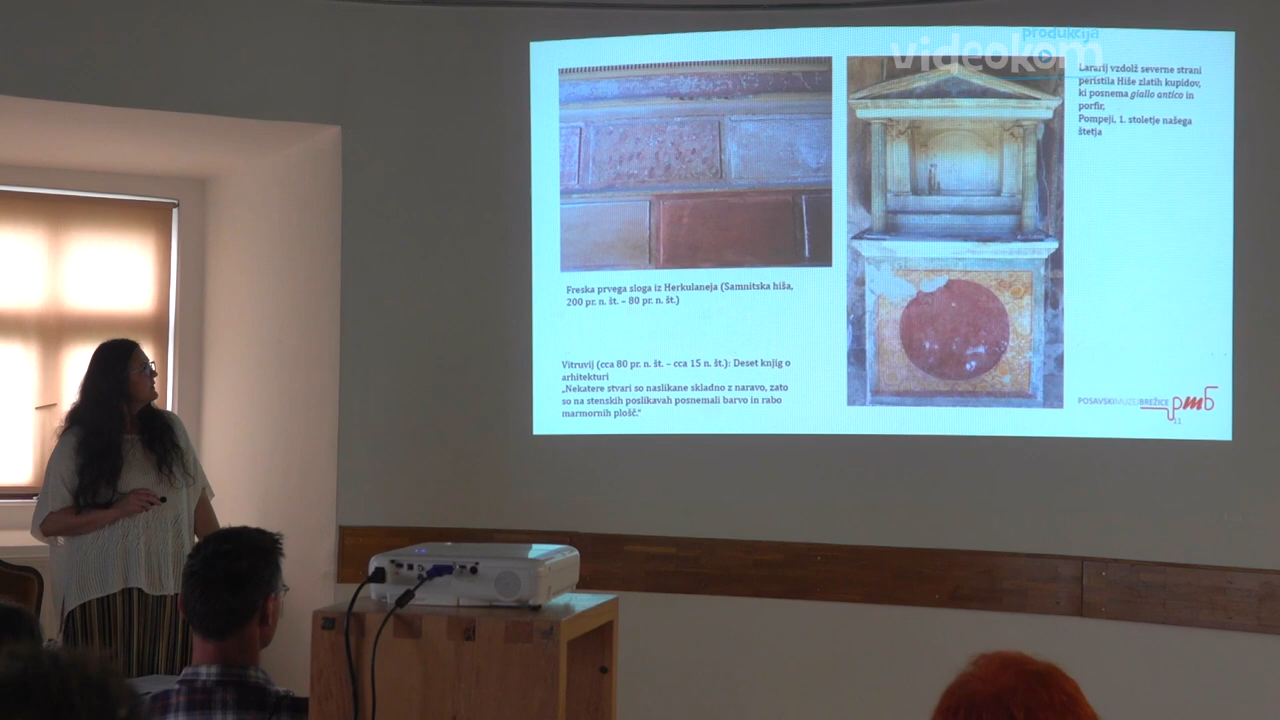 produkcija
videokom
Lararij vzdolž severne strani
peristila Hiše zlatih kupidov,
ki posnema giallo antico in
porfir,
Pompeji, 1. stoletje našega
štetja
Freska prvega sloga iz Herkulaneja (Samnitska hiša,
200 pr. n. št. – 80 pr. n. št.)
Vitruvij (cca 80 pr. n. št. – cca 15 n. št.): Deset knjig o
arhitekturi
„Nekatere stvari so naslikane skladno z naravo, zato
so na stenskih poslikavah posnemali barvo in rabo
marmornih plošč.“
POSAVSKIMUZEJBREŽICE pmb
11